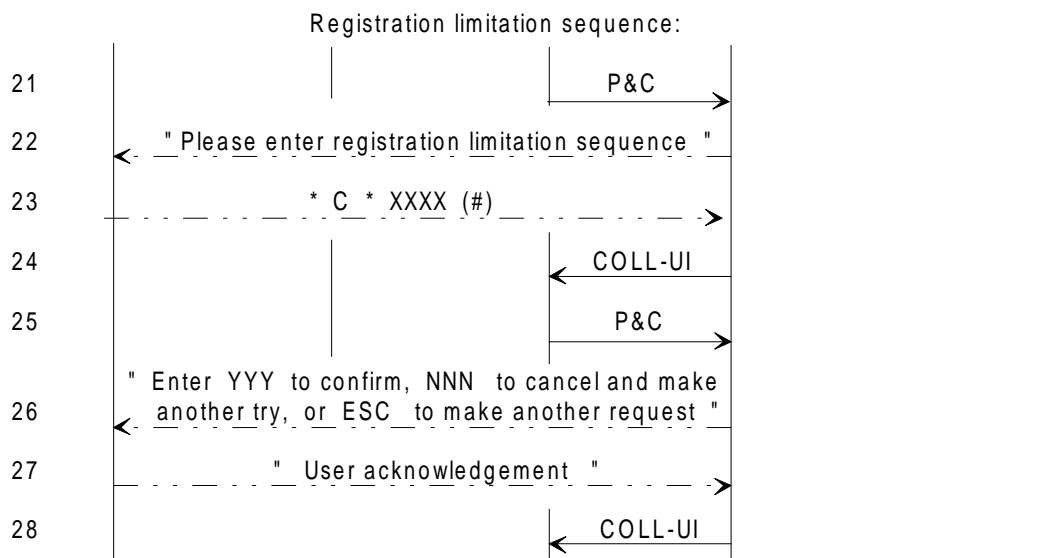 Registration limitation sequence:
21 P&C
22 " Please enter registration limitation sequence "
23 * C * XXXX (#)
24 COLL-UI
25 P&C
" Enter YYY to confirm, NNN to cancel and make
26 another try, or ESC to make another request "
27 " User acknowledgement "
28 COLL-UI